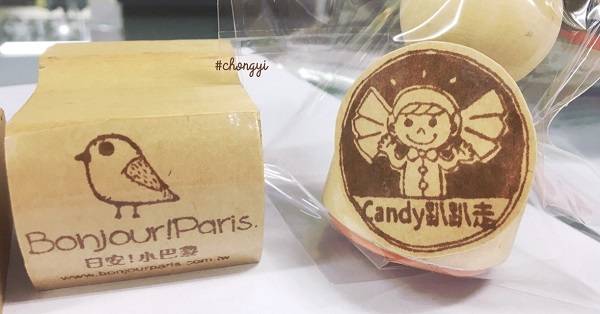 #chongyi
Bonjour!Paris.
日安!小巴黎
www.bonjourparis.com.tw
Candy趴趴走